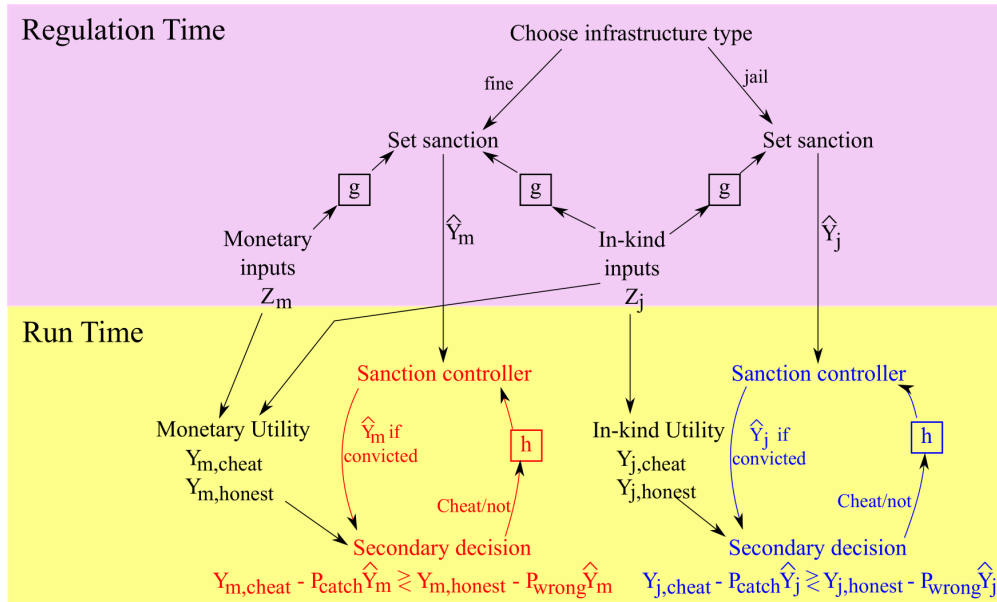 Regulation Time
Choose infrastructure type
fine
jail
Set sanction
Set sanction
g
g
g
Ŷm
Ŷj
Monetary
inputs
Zm
In-kind
inputs
Zj
Run Time
Sanction controller
Sanction controller
Monetary Utility
Ym,cheat
Ym,honest
Ŷm if
convicted
h
In-kind Utility
Yj,cheat
Yj,honest
Ŷj if
convicted
h
Cheat/not
Cheat/not
Secondary decision
Secondary decision
Ym,cheat - PcatchŶm ≷ Ym,honest - PwrongŶm
Yj,cheat - PcatchŶj ≷ Yj,honest - PwrongŶj